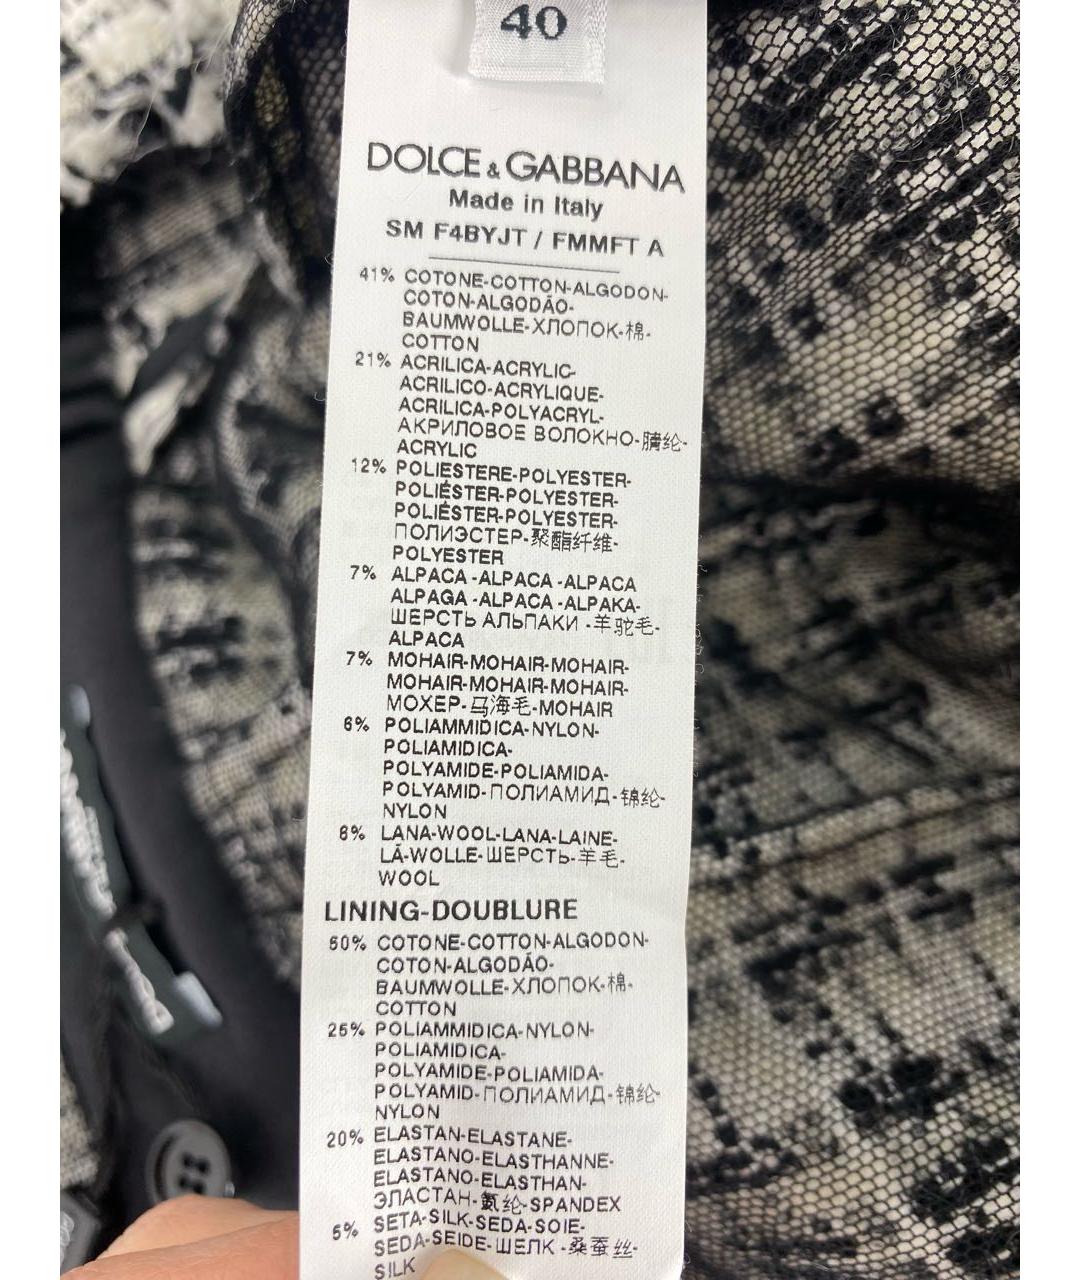 40
DOLCE & GABBANA
Made in Italy
SM F4BYJT / FMMFT A
41% COTONE-COTTON-ALGODON-
COTON-ALGODÃO-
BAUMWOLLE-ХЛОПОК-棉-
COTTON
21% ACRILICA-ACRYLIC-
ACRILICO-ACRYLIQUE-
ACRILICA-POLYACRYL-
АКРИЛОВОЕ ВОЛОКНО-腈纶-
ACRYLIC
12% POLIESTERE-POLYESTER-
POLIÉSTER-POLYESTER-
POLIÉSTER-POLYESTER-
ПОЛИЭСТЕР-聚酯纤维-
POLYESTER
7% ALPACA -ALPACA -ALPACA
ALPAGA -ALPACA -ALPAKA-
ШЕРСТЬ АЛЬПАКИ -羊驼毛-
ALPACA
7% MOHAIR-MOHAIR-MOHAIR-
MOHAIR-MOHAIR-MOHAIR-
МОХЕР-马海毛-MOHAIR
6% POLIAMMIDICA-NYLON-
POLIAMIDICA-
POLYAMIDE-POLIAMIDA-
POLYAMID-ПОЛИАМИД-锦纶-
NYLON
6% LANA-WOOL-LANA-LAINE-
LÃ-WOLLE-ШЕРСТЬ-羊毛-
WOOL
LINING-DOUBLURE
50% COTONE-COTTON-ALGODON-
COTON-ALGODÃO-
BAUMWOLLE-ХЛОПОК-棉-
COTTON
25% POLIAMMIDICA-NYLON-
POLIAMIDICA-
POLYAMIDE-POLIAMIDA-
POLYAMID-ПОЛИАМИД-锦纶-
NYLON
20% ELASTAN-ELASTANE-
ELASTANO-ELASTHANNE-
ELASTANO-ELASTHAN-
ЭЛАСТАН-氨纶-SPANDEX
5% SETA-SILK-SEDA-SOIE-
SEDA-SEIDE-ШЕЛК -桑蚕丝-
SILK